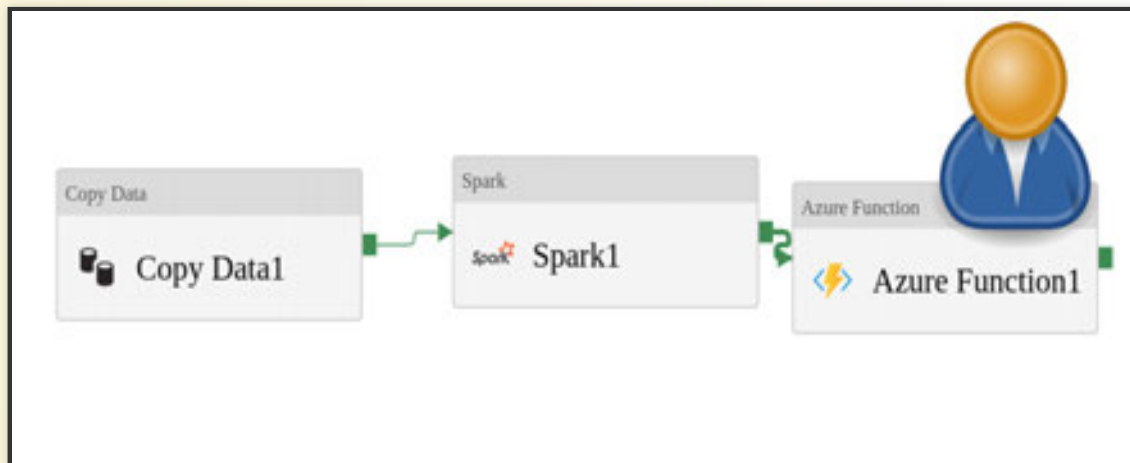 Copy Data
Copy Data1
Spark
Spark
Spark1
Azure Function
Azure Function1